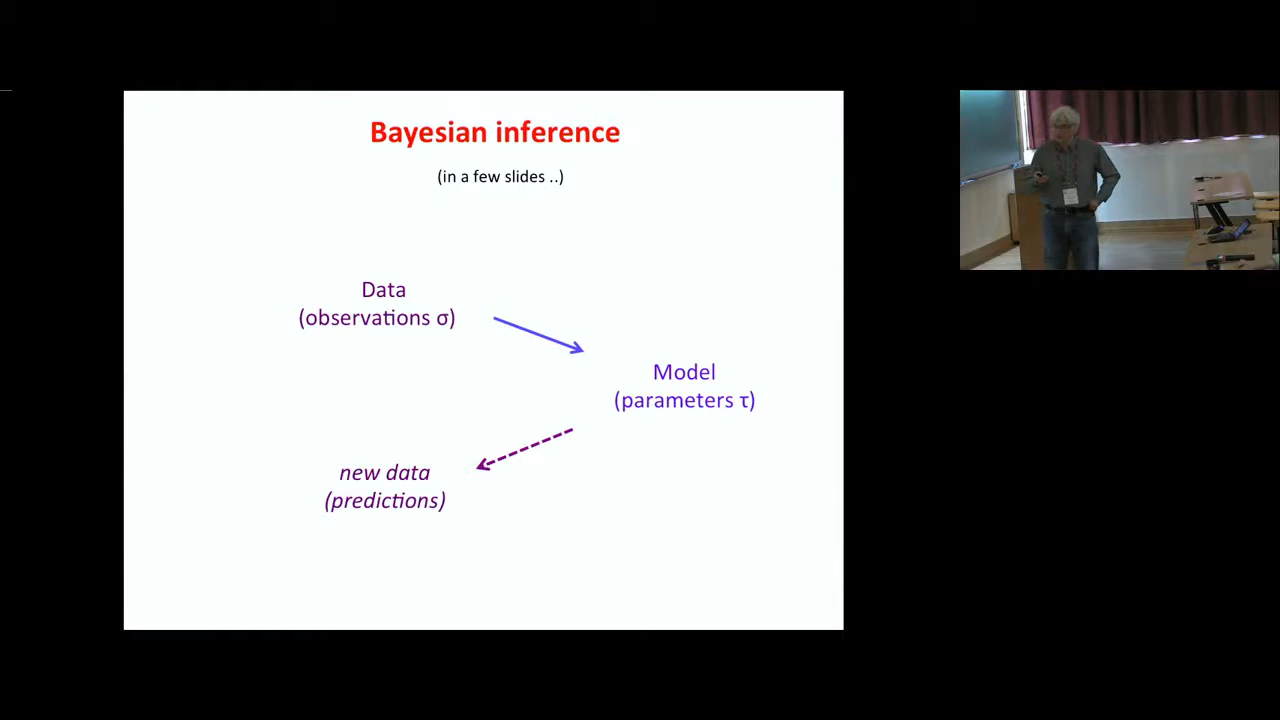 Bayesian inference
(in a few slides ..)
Data
(observations σ)
Model
(parameters τ)
new data
(predictions)